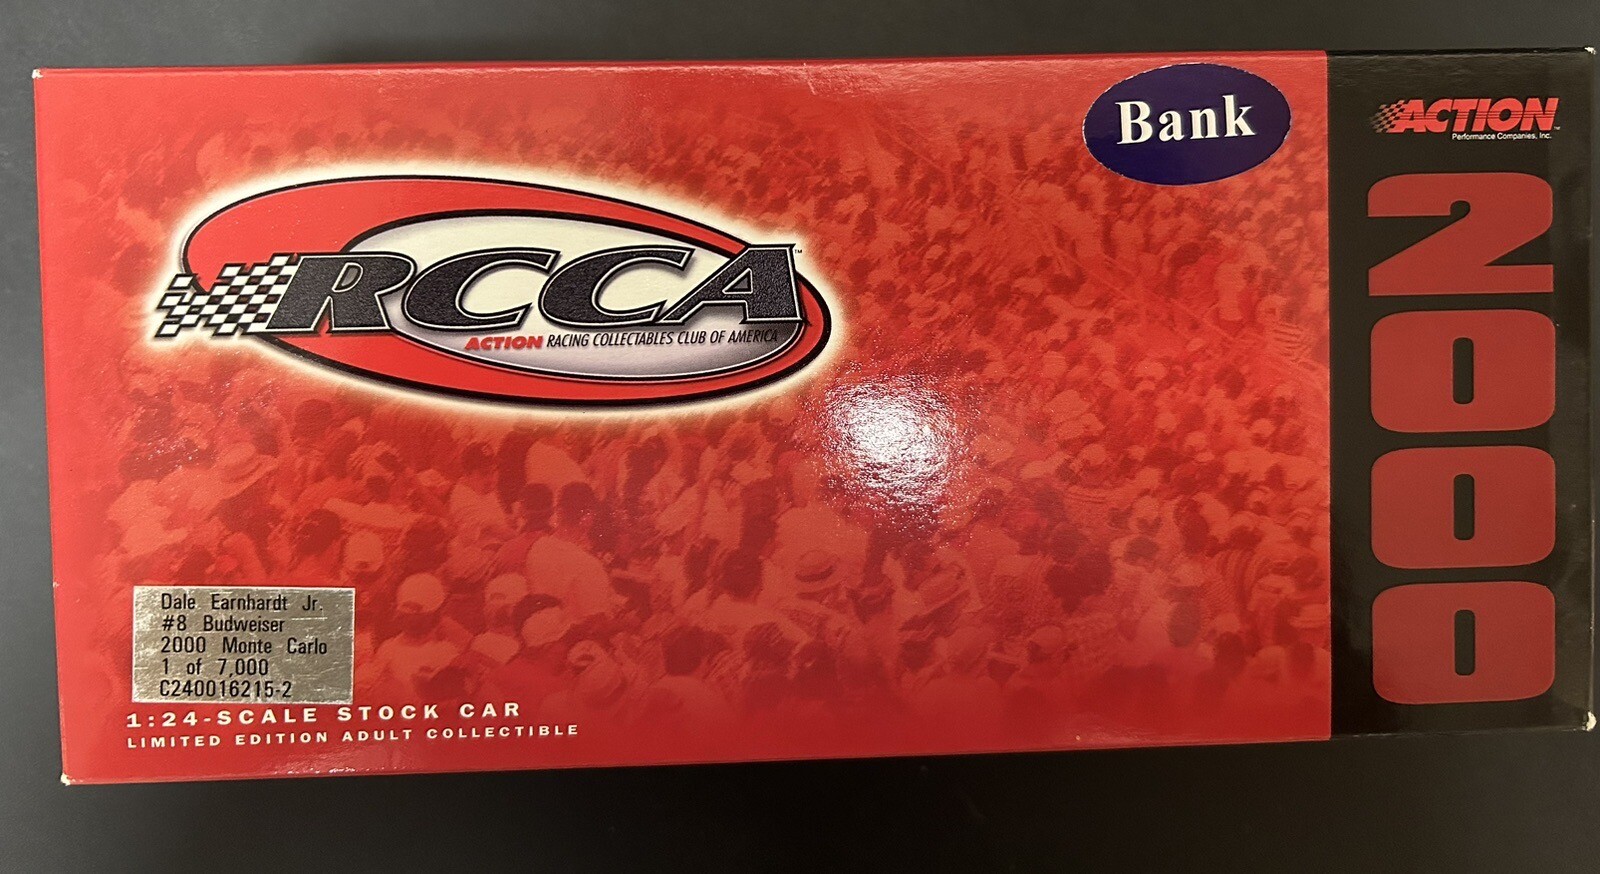 Bank
ACTION
Performance Companies, Inc.
2000
RCCA™
ACTION RACING COLLECTABLES CLUB OF AMERICA
Dale Earnhardt Jr.
#8 Budweiser
2000 Monte Carlo
1 of 7,000
C240016215-2
1:24-SCALE STOCK CAR
LIMITED EDITION ADULT COLLECTIBLE